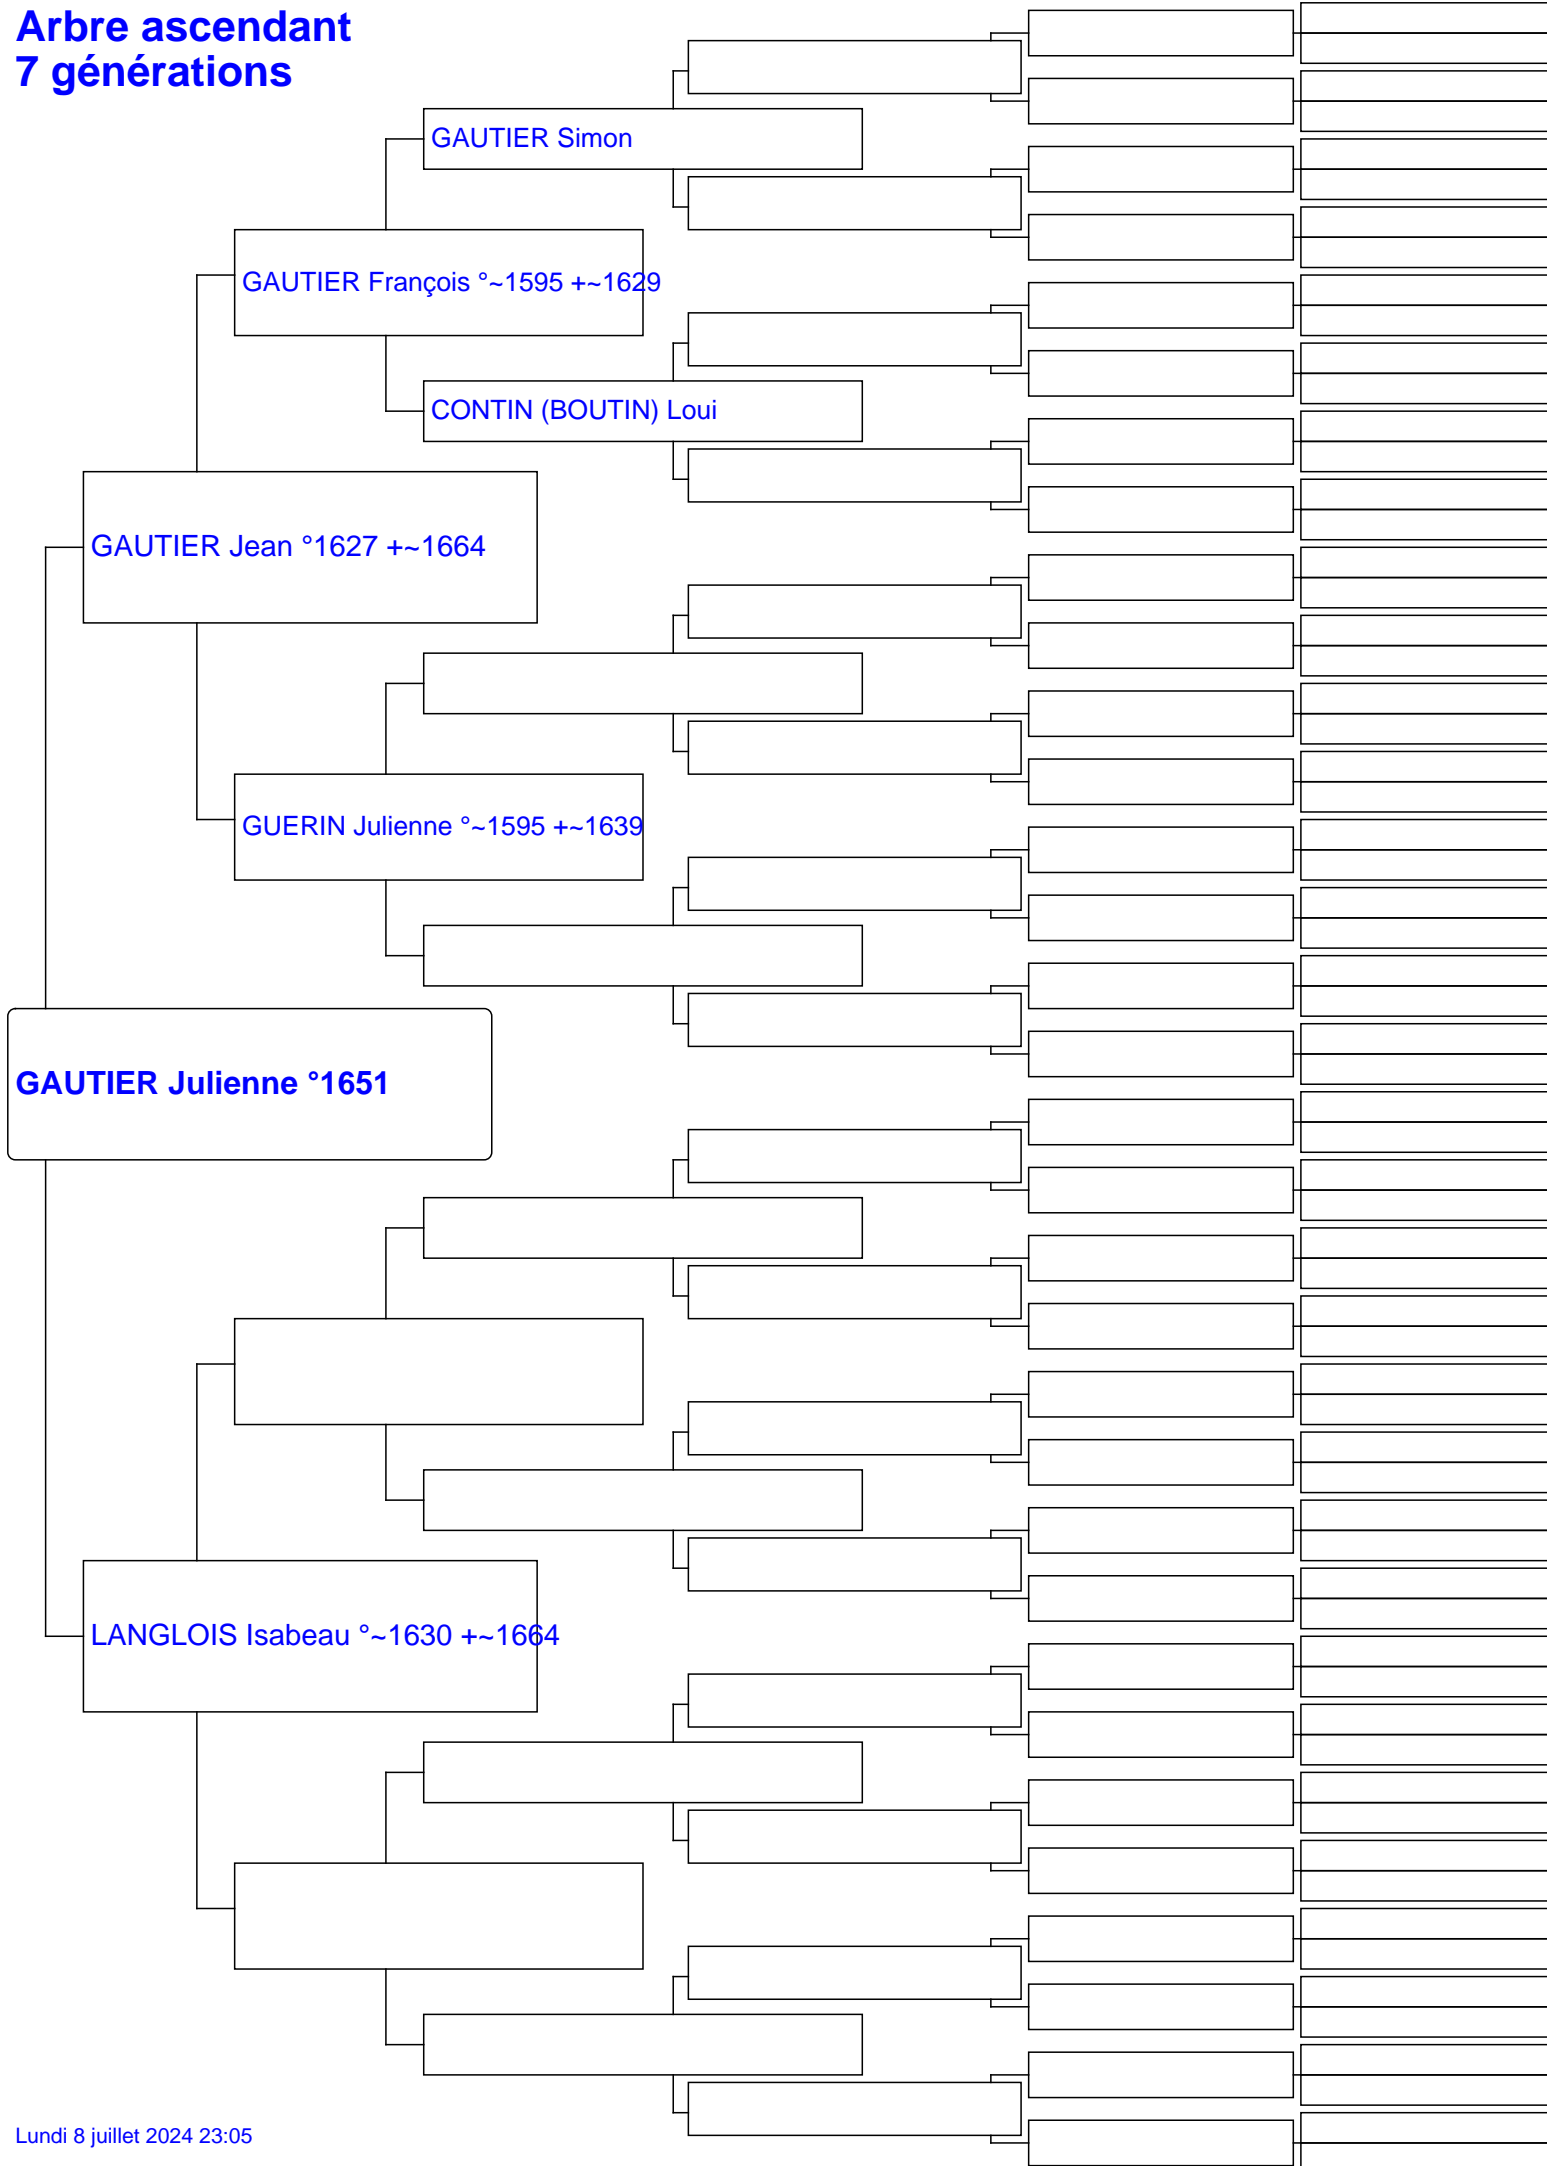 Arbre ascendant
7 générations
GAUTIER Simon
GAUTIER François °~1595 +~1629
CONTIN (BOUTIN) Loui
GAUTIER Jean °1627 +~1664
GUERIN Julienne °~1595 +~1639
GAUTIER Julienne °1651
LANGLOIS Isabeau °~1630 +~1664
Lundi 8 juillet 2024 23:05